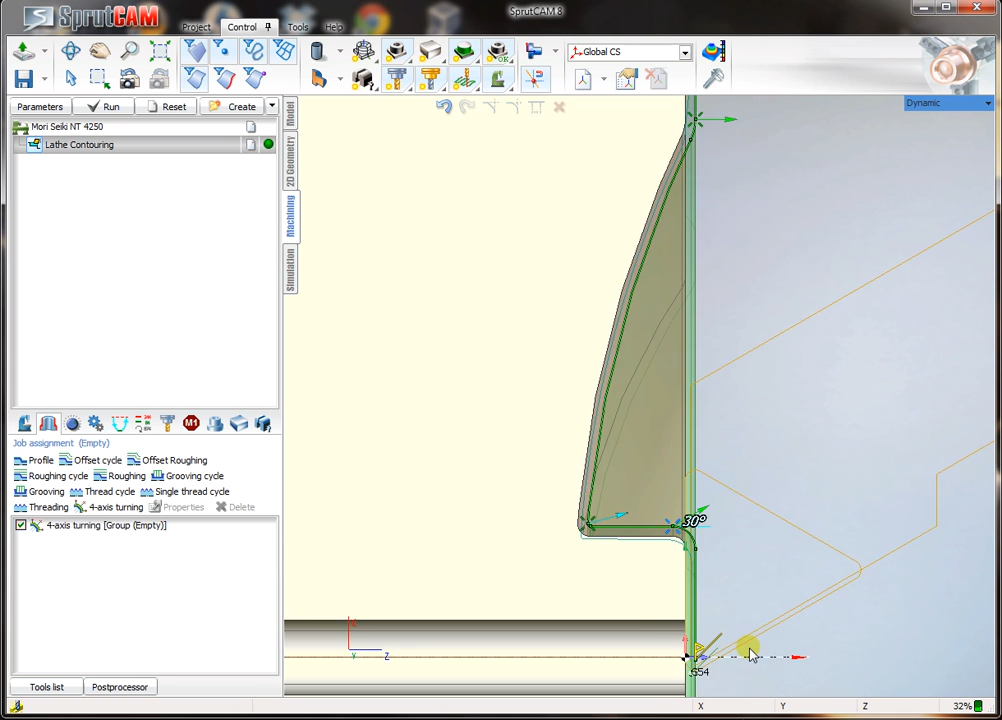 SprutCAM
SprutCAM 8
Project Control Tools Help
Global CS
Parameters Run Reset Create
Dynamic
Mori Seiki NT 4250
Lathe Contouring
Model
2D Geometry
Machining
Simulation
M1
Job assignment (Empty)
Profile Offset cycle Offset Roughing
Roughing cycle Roughing Grooving cycle
Grooving Thread cycle Single thread cycle
Threading 4-axis turning Properties Delete
4-axis turning [Group (Empty)]
30°
Y Z
G54
Tools list Postprocessor
X Y Z 32%